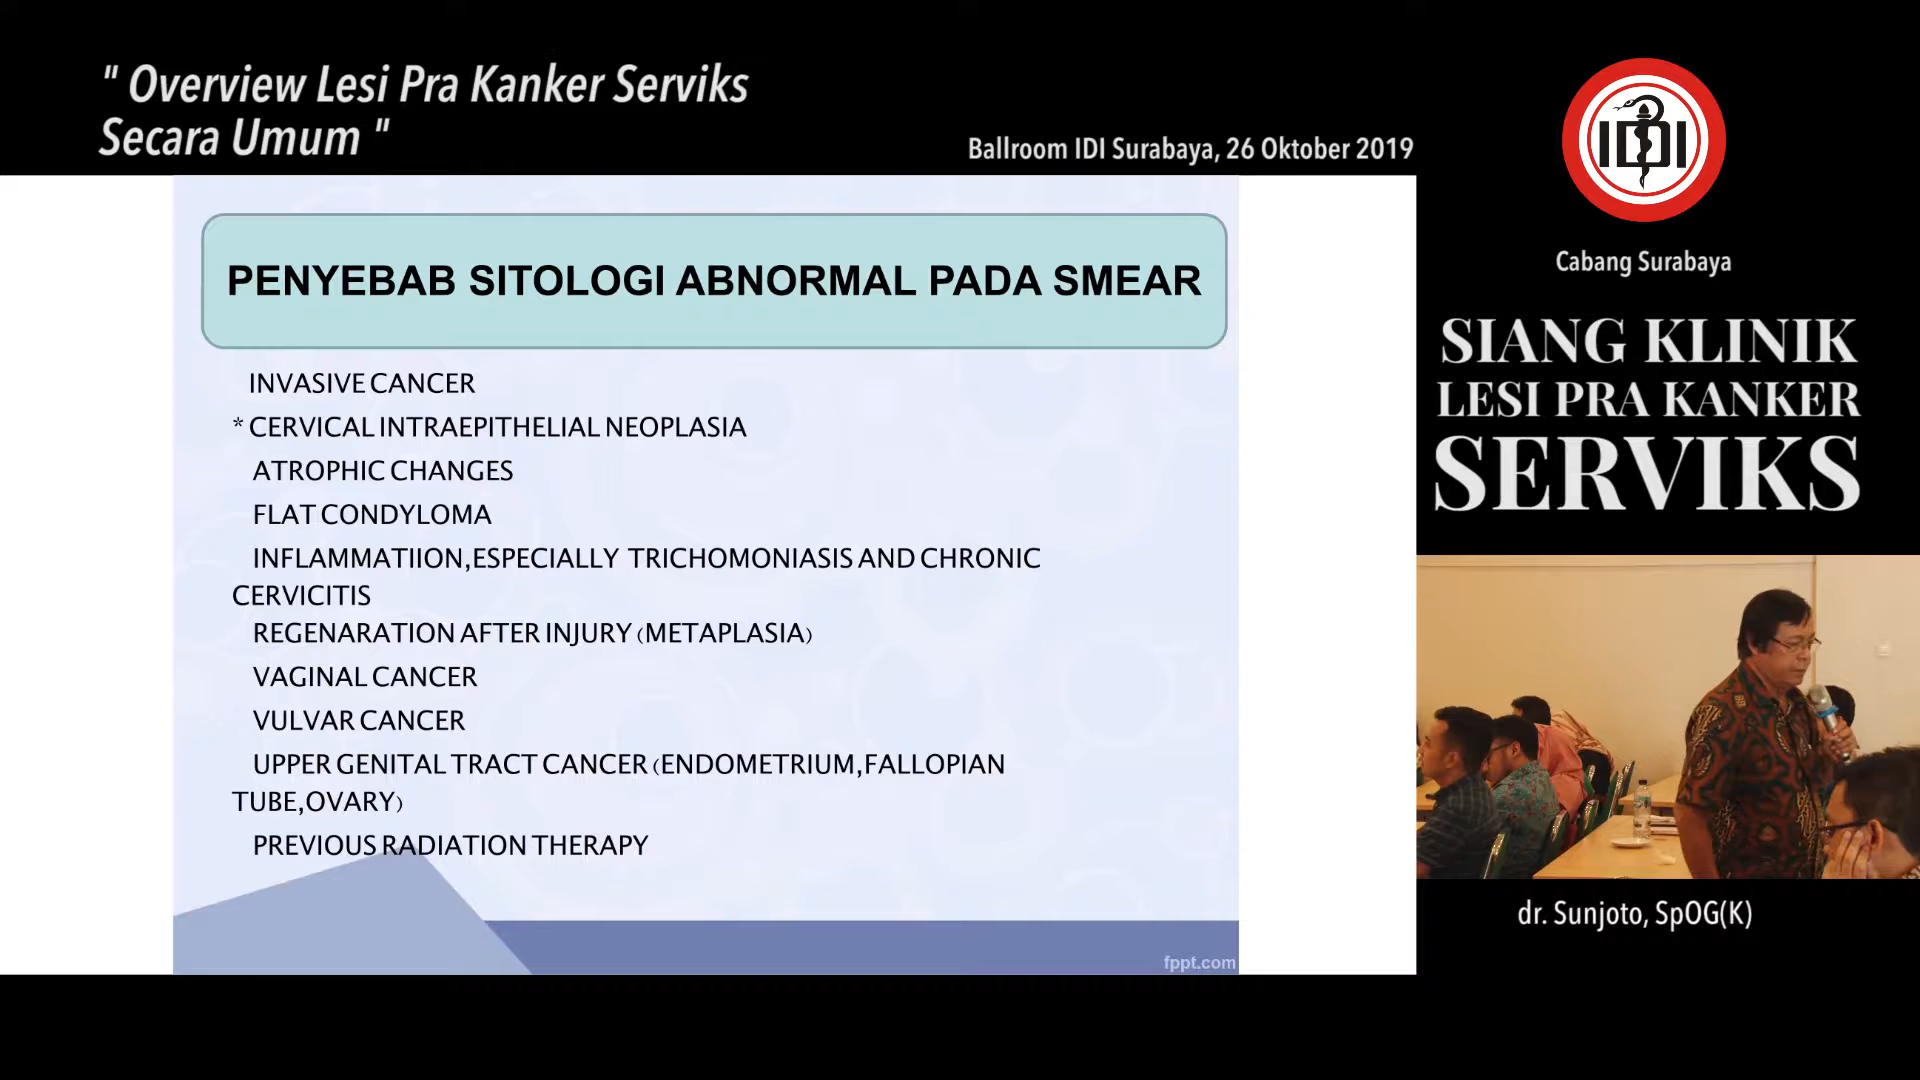 " Overview Lesi Pra Kanker Serviks
Secara Umum "
Ballroom IDI Surabaya, 26 Oktober 2019
IDI
Cabang Surabaya
SIANG KLINIK
LESI PRA KANKER
SERVIKS
PENYEBAB SITOLOGI ABNORMAL PADA SMEAR
INVASIVE CANCER
* CERVICAL INTRAEPITHELIAL NEOPLASIA
ATROPHIC CHANGES
FLAT CONDYLOMA
INFLAMMATIION,ESPECIALLY TRICHOMONIASIS AND CHRONIC
CERVICITIS
REGENARATION AFTER INJURY (METAPLASIA)
VAGINAL CANCER
VULVAR CANCER
UPPER GENITAL TRACT CANCER (ENDOMETRIUM,FALLOPIAN
TUBE,OVARY)
PREVIOUS RADIATION THERAPY
fppt.com
dr. Sunjoto, SpOG(K)